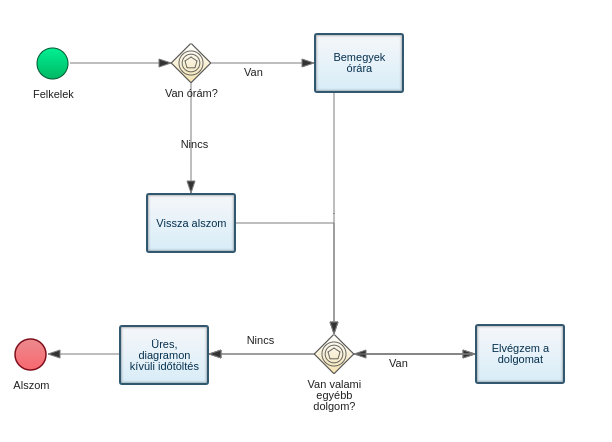 Felkelek
Van órám?
Van
Bemegyek
órára
Nincs
Vissza alszom
Alszom
Üres,
diagramon
kívüli időtöltés
Nincs
Van valami
egyébb
dolgom?
Van
Elvégzem a
dolgomat